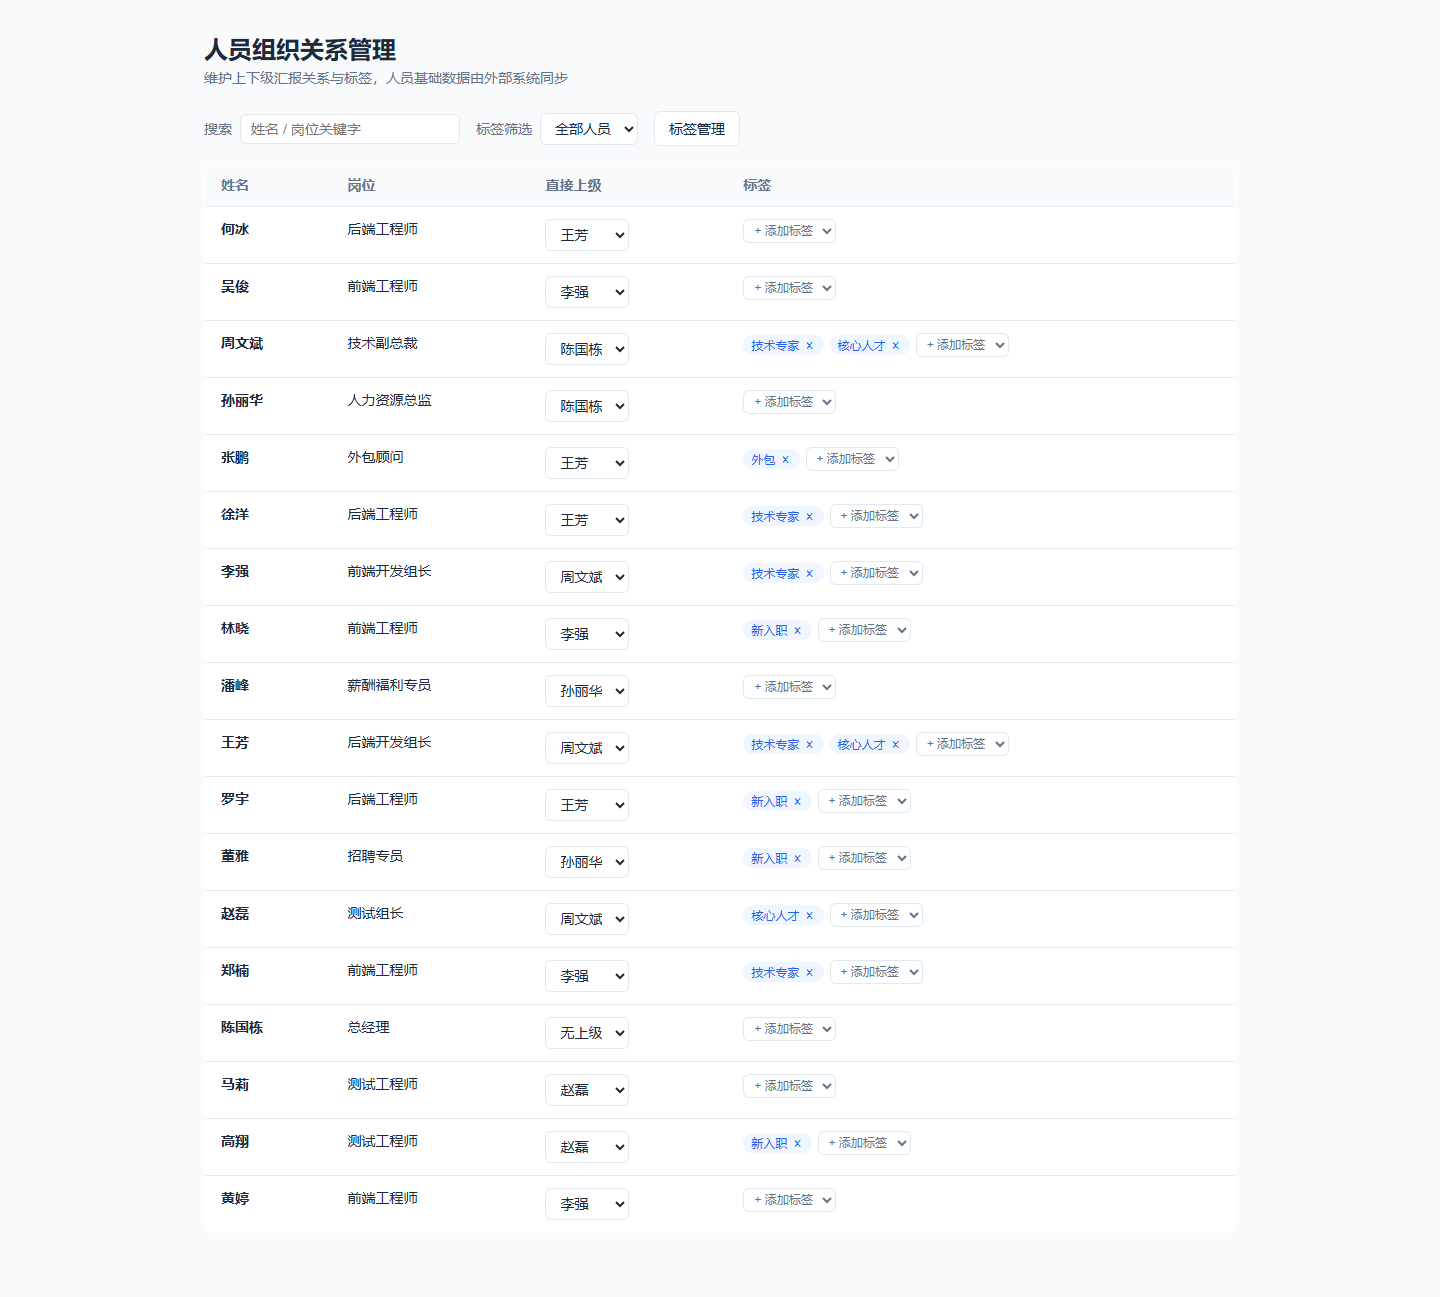 人员组织关系管理
维护上下级汇报关系与标签，人员基础数据由外部系统同步
搜索 姓名 / 岗位关键字 标签筛选 全部人员 标签管理
姓名 岗位 直接上级 标签
何冰 后端工程师 王芳 + 添加标签
吴俊 前端工程师 李强 + 添加标签
周文斌 技术副总裁 陈国栋 技术专家 × 核心人才 × + 添加标签
孙丽华 人力资源总监 陈国栋 + 添加标签
张鹏 外包顾问 王芳 外包 × + 添加标签
徐洋 后端工程师 王芳 技术专家 × + 添加标签
李强 前端开发组长 周文斌 技术专家 × + 添加标签
林晓 前端工程师 李强 新入职 × + 添加标签
潘峰 薪酬福利专员 孙丽华 + 添加标签
王芳 后端开发组长 周文斌 技术专家 × 核心人才 × + 添加标签
罗宇 后端工程师 王芳 新入职 × + 添加标签
董雅 招聘专员 孙丽华 新入职 × + 添加标签
赵磊 测试组长 周文斌 核心人才 × + 添加标签
郑楠 前端工程师 李强 技术专家 × + 添加标签
陈国栋 总经理 无上级 + 添加标签
马莉 测试工程师 赵磊 + 添加标签
高翔 测试工程师 赵磊 新入职 × + 添加标签
黄婷 前端工程师 李强 + 添加标签